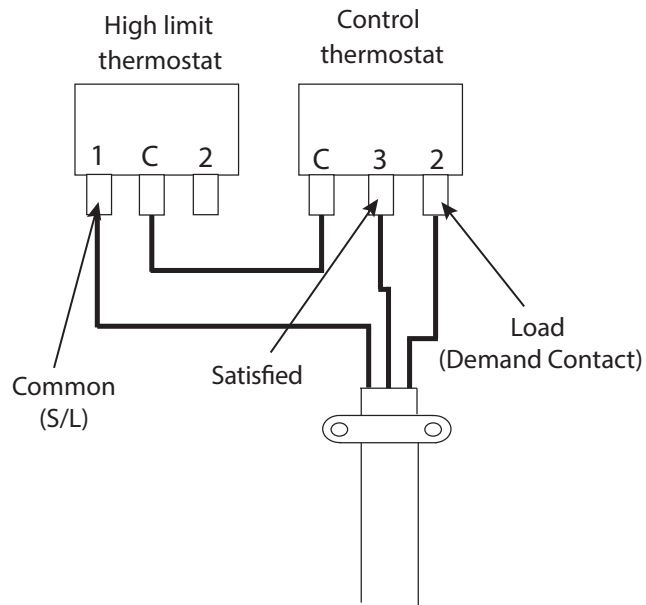 High limit
thermostat
Control
thermostat
1 C 2
C 3 2
Common
(S/L)
Satisfied
Load
(Demand Contact)